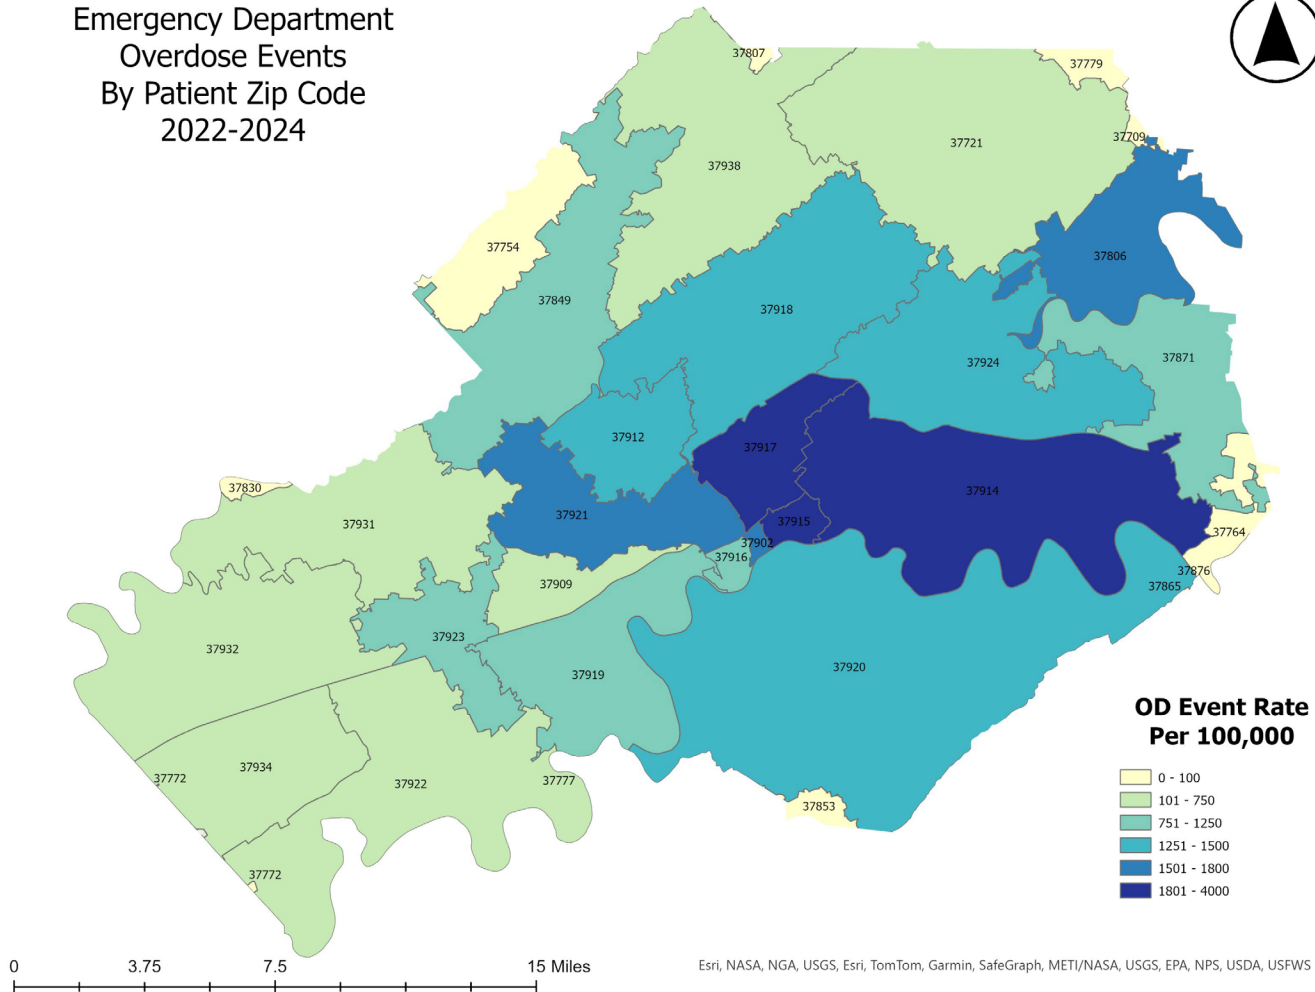 Emergency Department
Overdose Events
By Patient Zip Code
2022-2024
37807
37779
37709
37721
37938
37754
37806
37849
37918
37871
37924
37912
37917
37914
37830
37921
37931
37915
37764
37902
37916
37876
37909
37865
37923
37932
37920
37919
37934
37772
37922
37777
37853
37772
OD Event Rate
Per 100,000
0 - 100
101 - 750
751 - 1250
1251 - 1500
1501 - 1800
1801 - 4000
0 3.75 7.5 15 Miles
Esri, NASA, NGA, USGS, Esri, TomTom, Garmin, SafeGraph, METI/NASA, USGS, EPA, NPS, USDA, USFWS